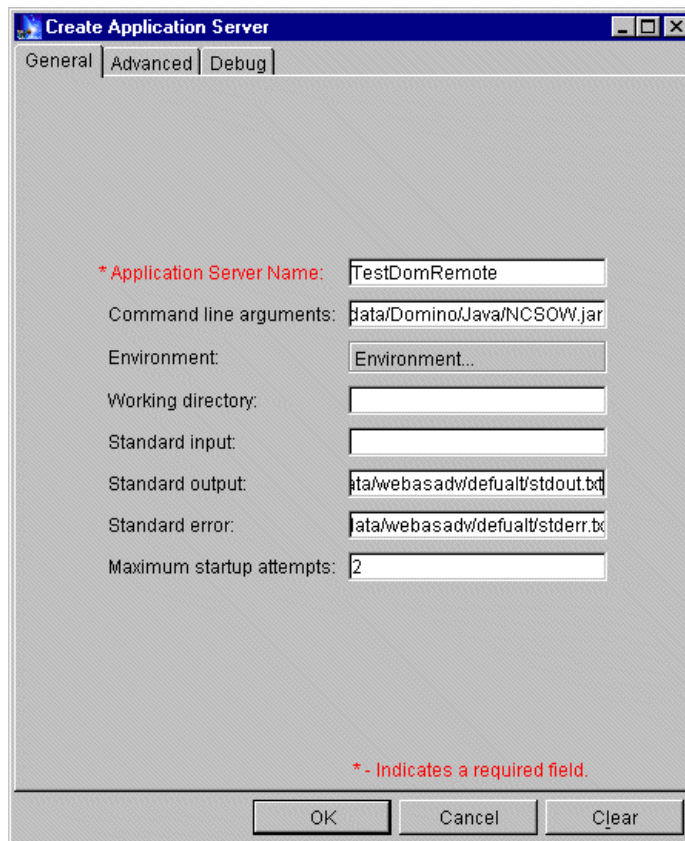 Create Application Server
General Advanced Debug
* Application Server Name: TestDomRemote
Command line arguments: data/Domino/Java/NCSOW.jar
Environment: Environment...
Working directory:
Standard input:
Standard output: ata/webasadv/defualt/stdout.txt
Standard error: data/webasadv/defualt/stderr.tx
Maximum startup attempts: 2
* - Indicates a required field.
OK Cancel Clear